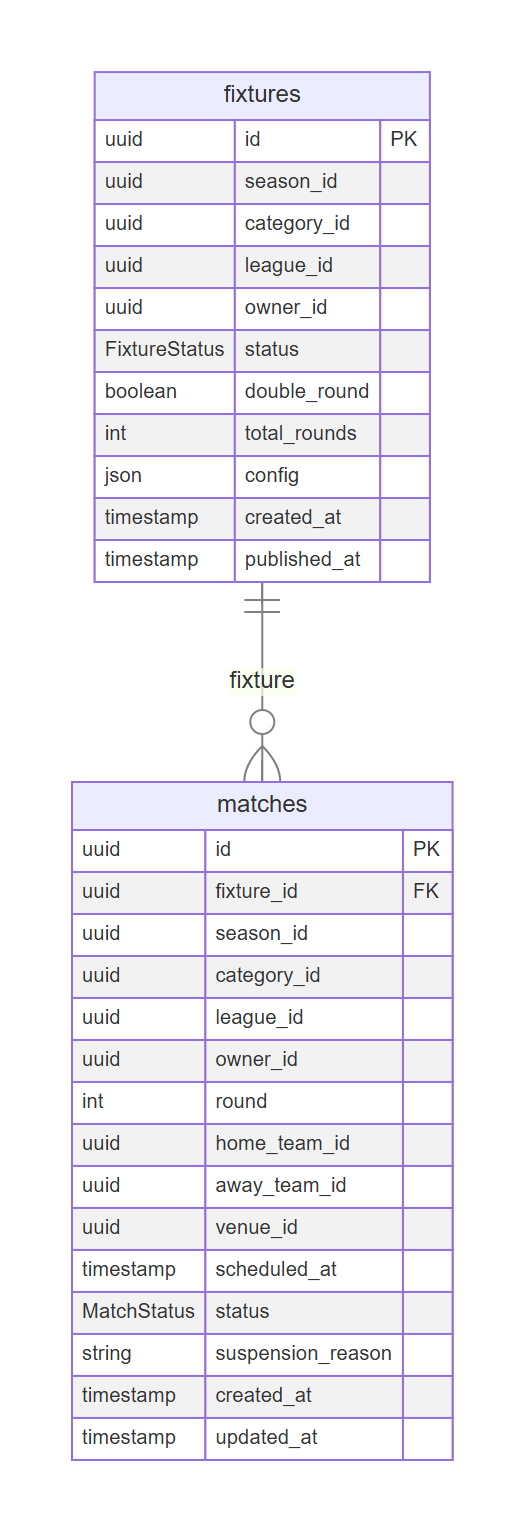 fixtures
uuid id PK
uuid season_id
uuid category_id
uuid league_id
uuid owner_id
FixtureStatus status
boolean double_round
int total_rounds
json config
timestamp created_at
timestamp published_at
fixture
matches
uuid id PK
uuid fixture_id FK
uuid season_id
uuid category_id
uuid league_id
uuid owner_id
int round
uuid home_team_id
uuid away_team_id
uuid venue_id
timestamp scheduled_at
MatchStatus status
string suspension_reason
timestamp created_at
timestamp updated_at